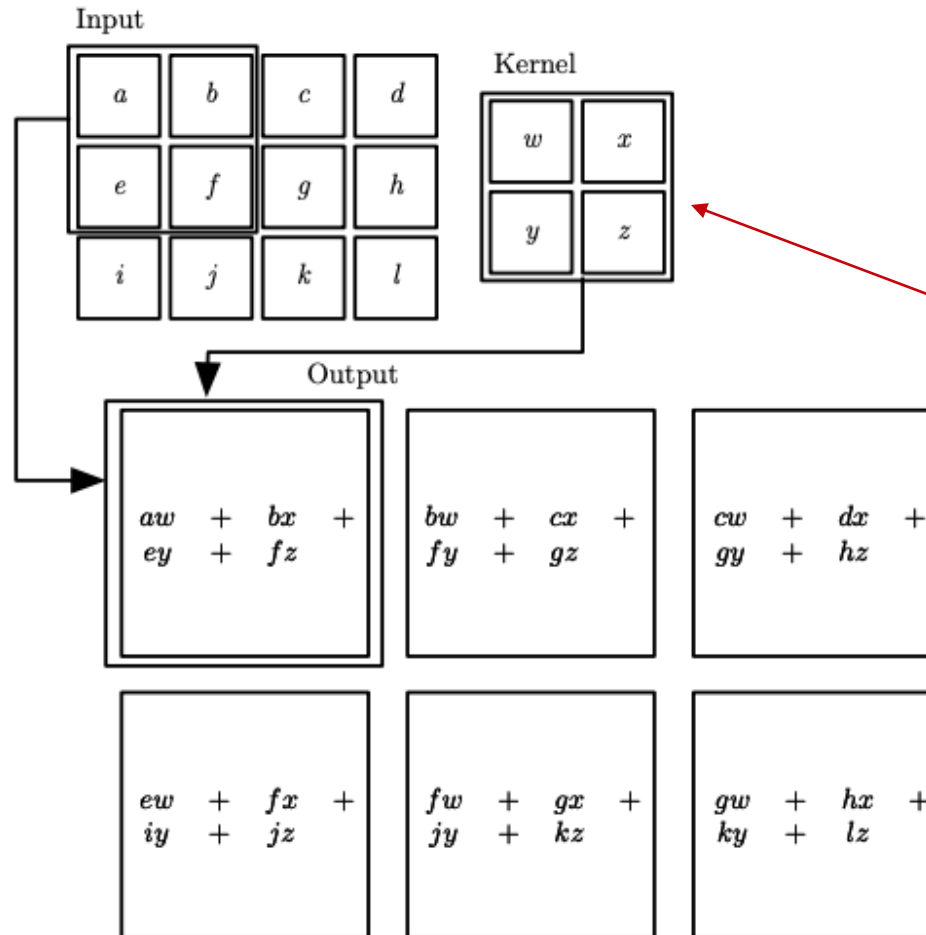 Input
Kernel
a b c d
w x
e f g h
y z
i j k l
Output
aw + bx +
ey + fz
bw + cx +
fy + gz
cw + dx +
gy + hz
ew + fx +
iy + jz
fw + gx +
jy + kz
gw + hx +
ky + lz